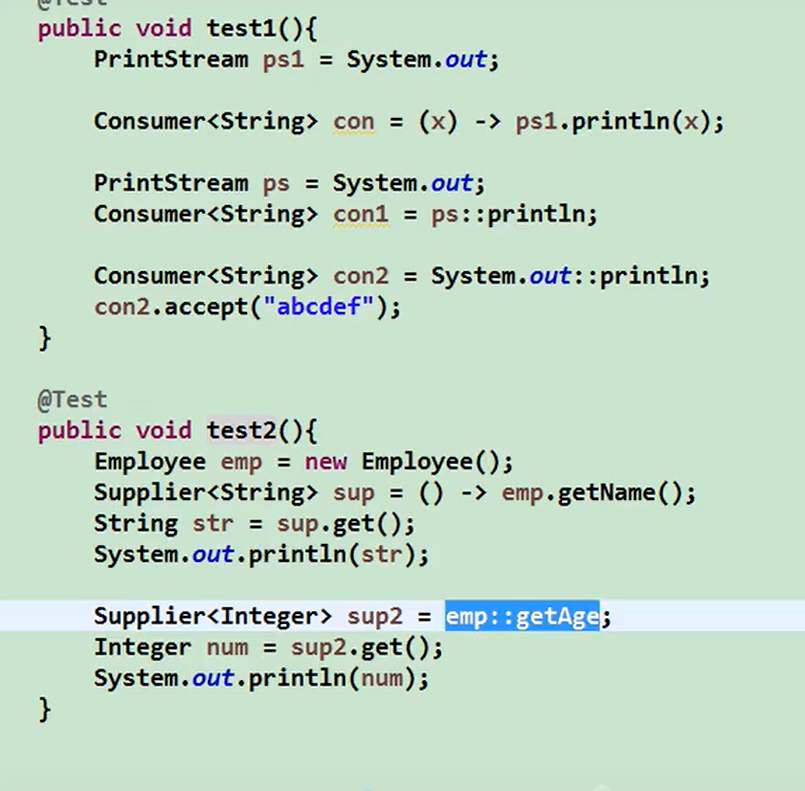 @Test
public void test1(){
PrintStream ps1 = System.out;
Consumer<String> con = (x) -> ps1.println(x);
PrintStream ps = System.out;
Consumer<String> con1 = ps::println;
Consumer<String> con2 = System.out::println;
con2.accept("abcdef");
}
@Test
public void test2(){
Employee emp = new Employee();
Supplier<String> sup = () -> emp.getName();
String str = sup.get();
System.out.println(str);
Supplier<Integer> sup2 = emp::getAge;
Integer num = sup2.get();
System.out.println(num);
}